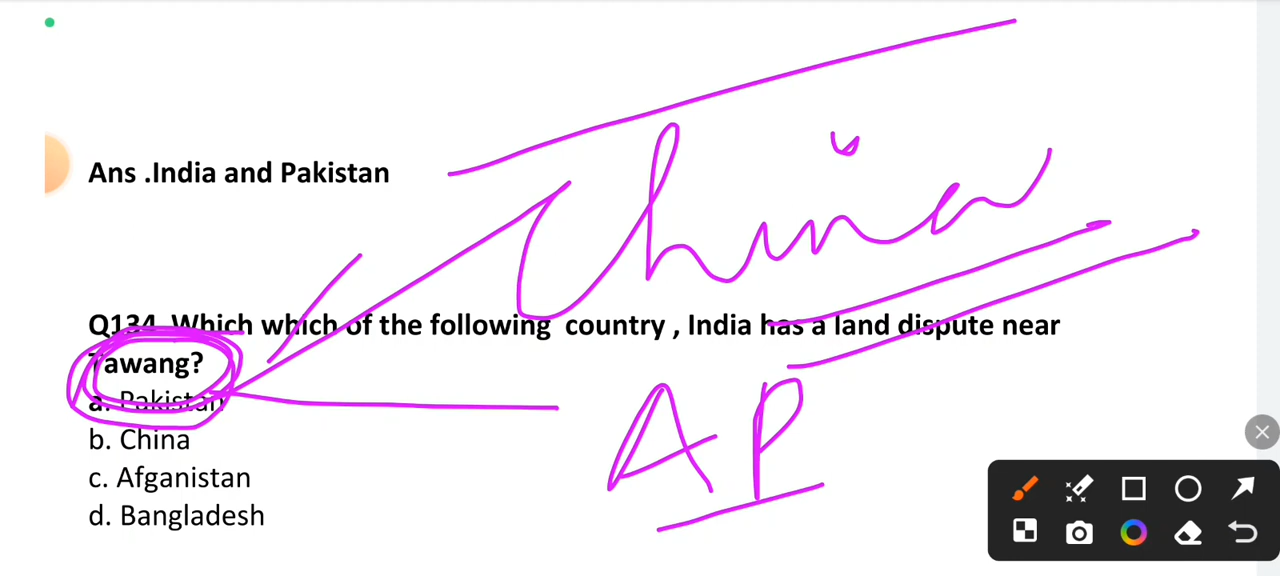 Ans .India and Pakistan
China
Q134 Which which of the following country , India has a land dispute near
Tawang?
a. Pakistan
AP
b. China
c. Afganistan
d. Bangladesh